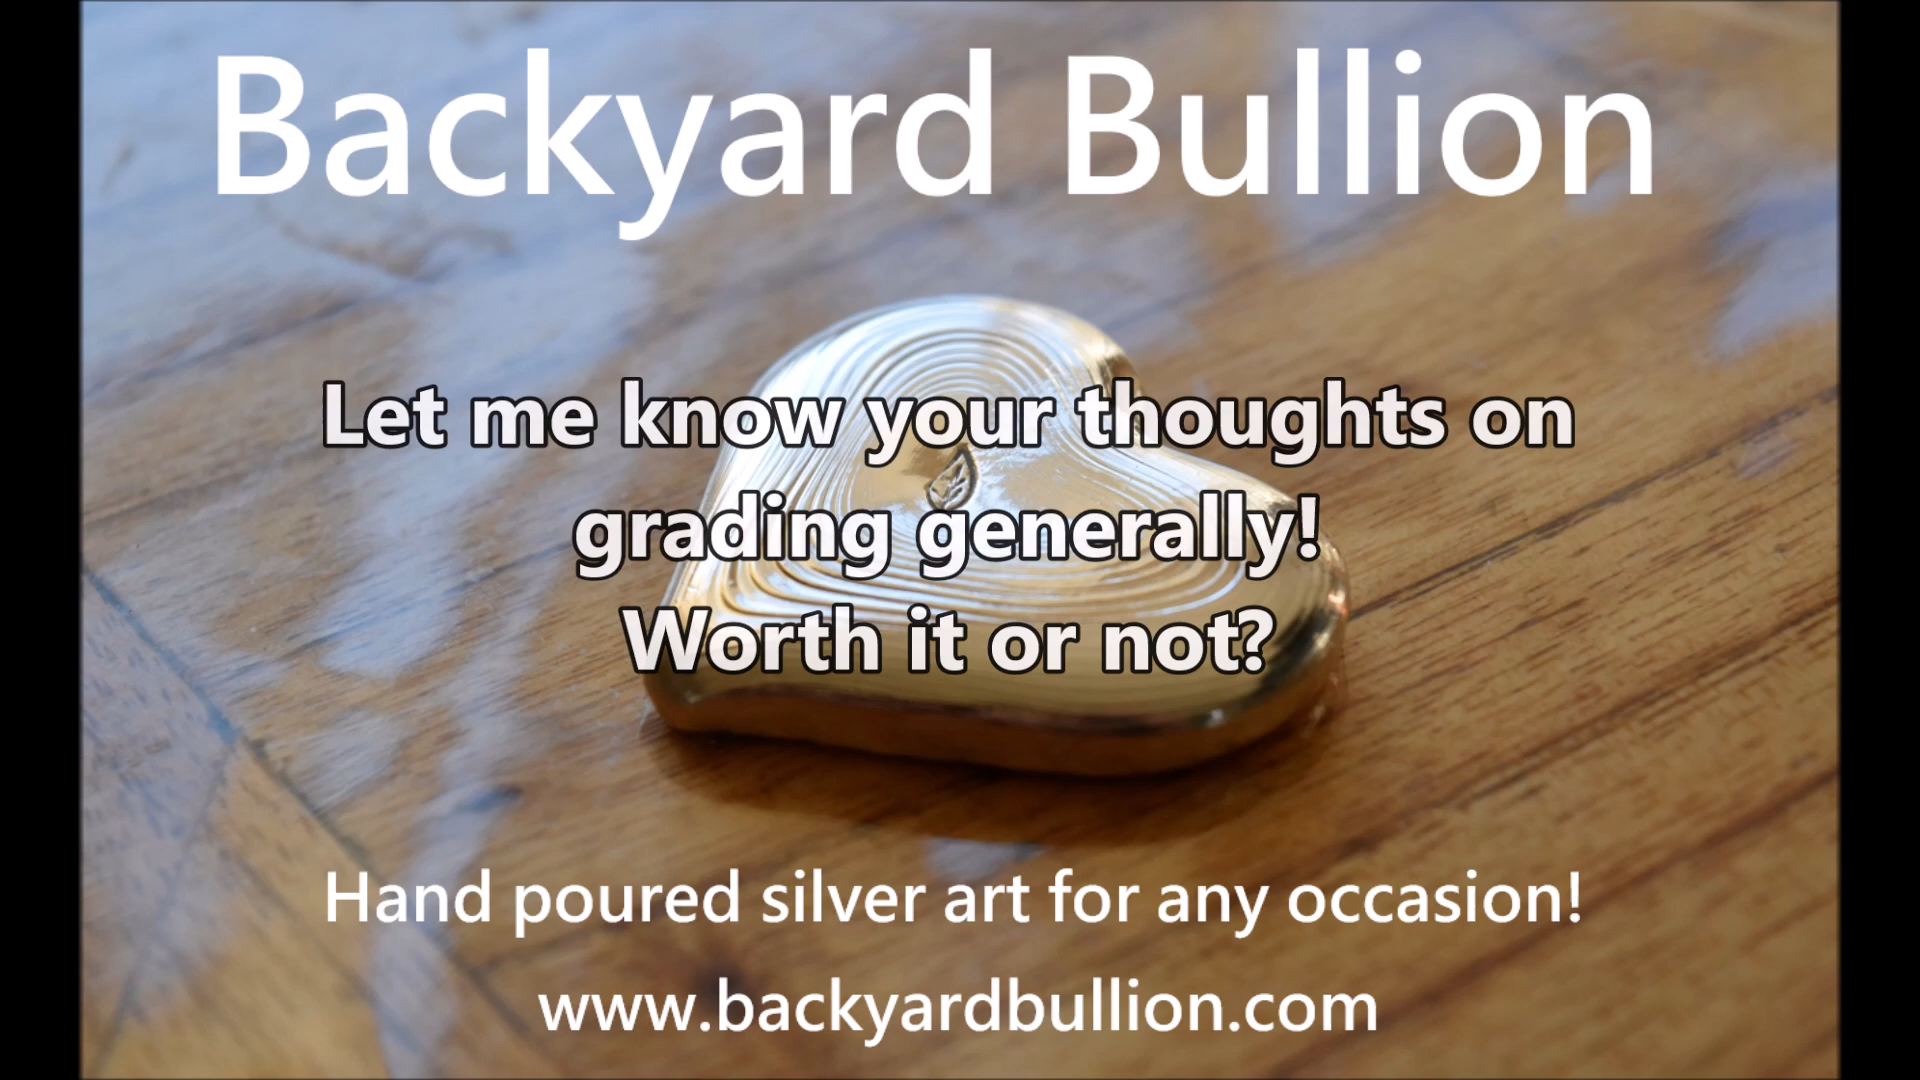 Backyard Bullion
Let me know your thoughts on
grading generally!
Worth it or not?
Hand poured silver art for any occasion!
www.backyardbullion.com